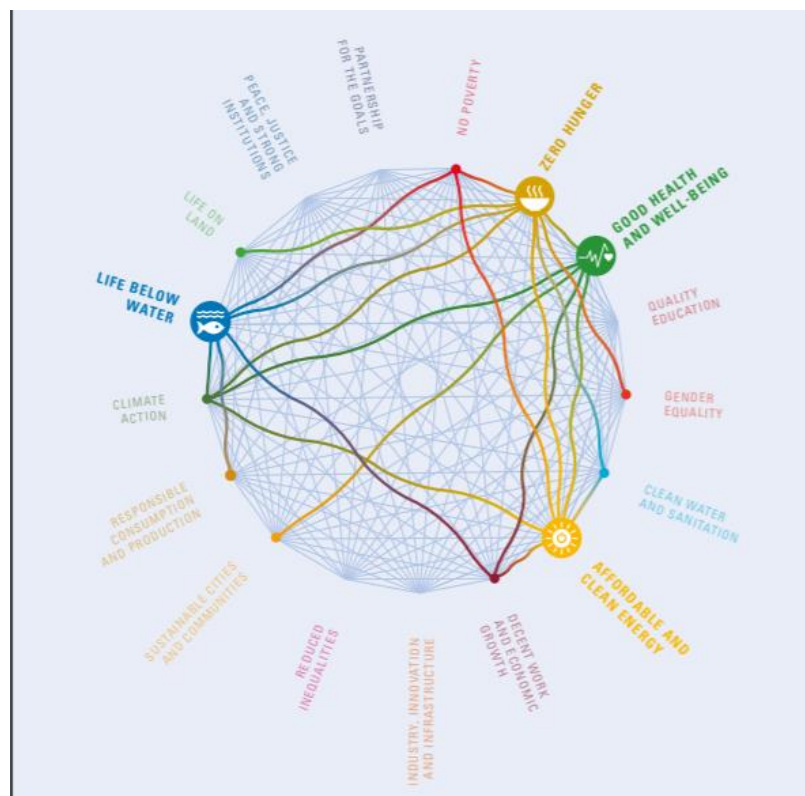 NO POVERTY
ZERO HUNGER
GOOD HEALTH
AND WELL-BEING
QUALITY
EDUCATION
GENDER
EQUALITY
CLEAN WATER
AND SANITATION
AFFORDABLE AND
CLEAN ENERGY
DECENT WORK
AND ECONOMIC
GROWTH
INDUSTRY, INNOVATION
AND INFRASTRUCTURE
REDUCED
INEQUALITIES
SUSTAINABLE CITIES
AND COMMUNITIES
RESPONSIBLE
CONSUMPTION
AND PRODUCTION
CLIMATE
ACTION
LIFE BELOW
WATER
LIFE ON
LAND
PEACE, JUSTICE
AND STRONG
INSTITUTIONS
PARTNERSHIP
FOR THE GOALS